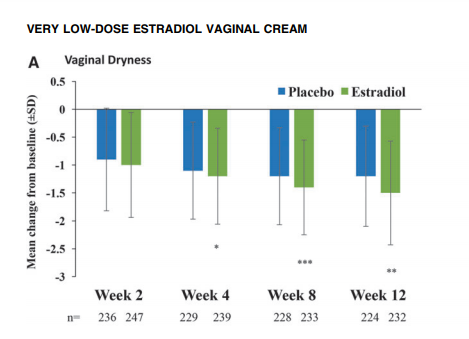 VERY LOW-DOSE ESTRADIOL VAGINAL CREAM
A Vaginal Dryness
Placebo Estradiol
Mean change from baseline (±SD)
0.5
0
-0.5
-1
-1.5
-2
-2.5
-3
*
***
**
Week 2 Week 4 Week 8 Week 12
n= 236 247 229 239 228 233 224 232